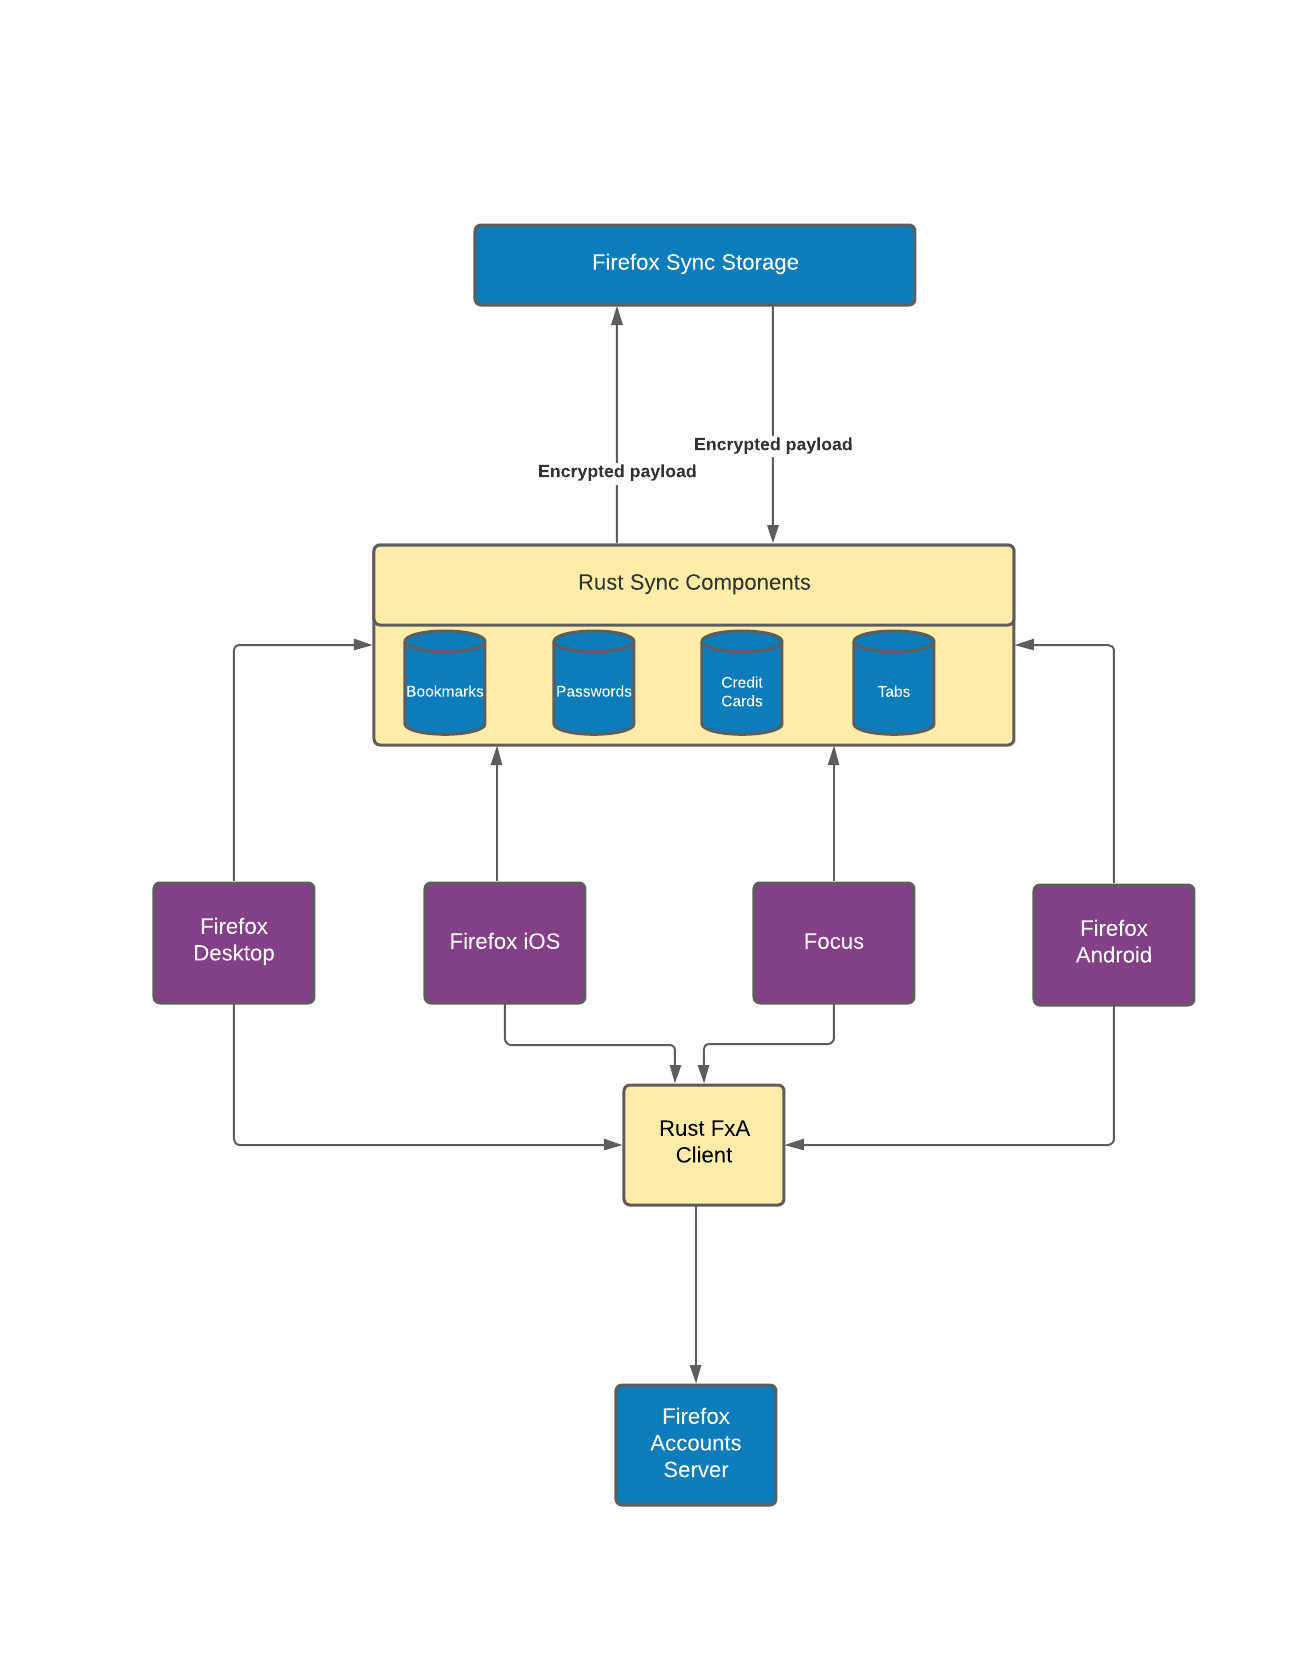 Firefox Sync Storage
Encrypted payload
Encrypted payload
Rust Sync Components
Bookmarks
Passwords
Credit
Cards
Tabs
Firefox
Desktop
Firefox iOS
Focus
Firefox
Android
Rust FxA
Client
Firefox
Accounts
Server